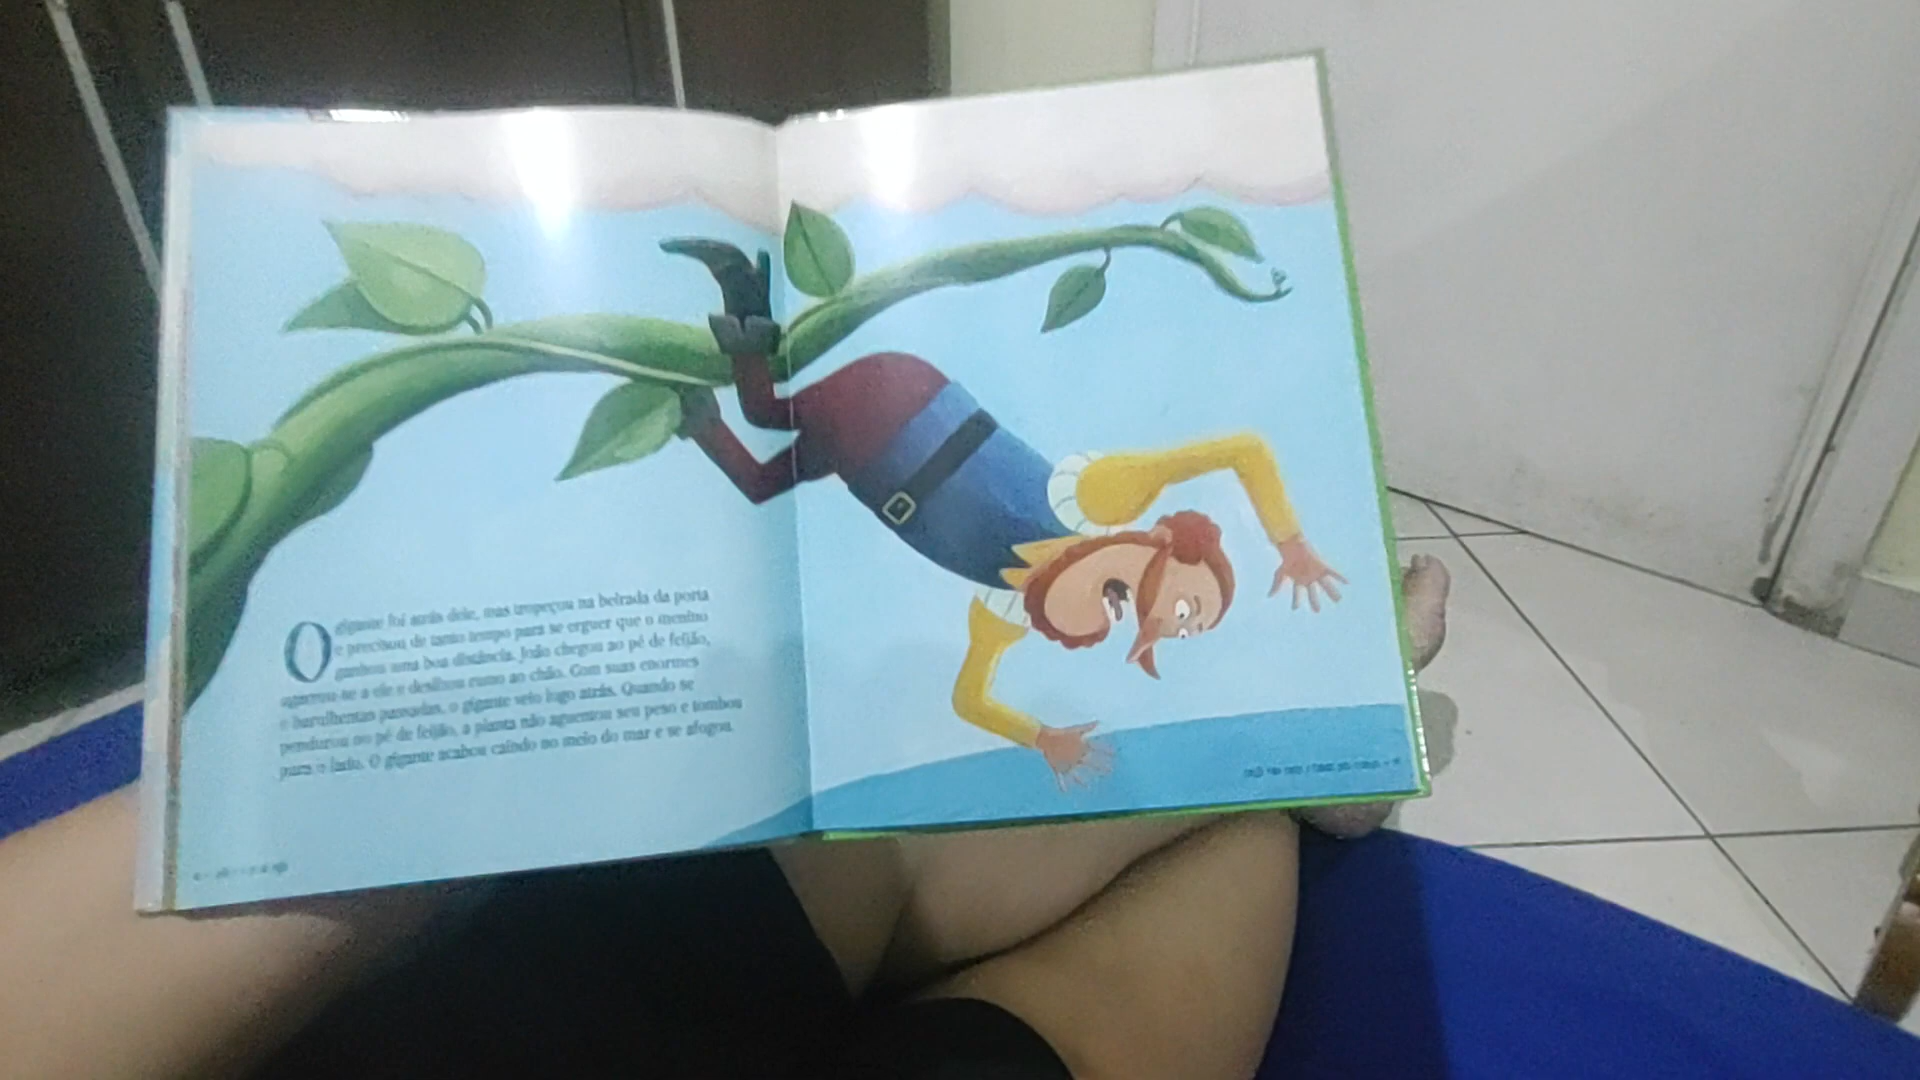 O gigante foi atrás dele, mas tropeçou na beirada da porta
e precisou de tanto tempo para se erguer que o menino
ganhou uma boa distância. João chegou ao pé de feijão,
agarrou-se a ele e deslizou rumo ao chão. Com suas enormes
e barulhentas passadas, o gigante veio logo atrás. Quando se
pendurou no pé de feijão, a planta não aguentou seu peso e tombou
para o lado. O gigante acabou caindo no meio do mar e se afogou.